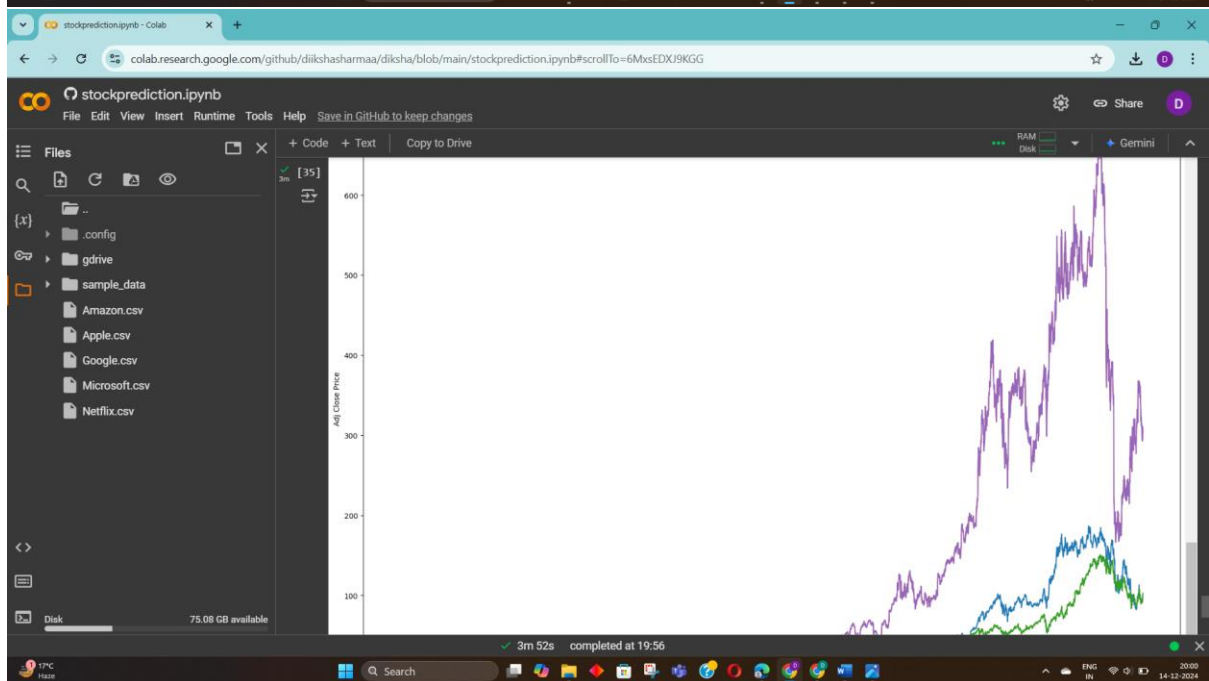 stockprediction.ipynb - Colab
colab.research.google.com/github/diikshasharmaa/diksha/blob/main/stockprediction.ipynb#scrollTo=6MxsEDXJ9KGG
D
stockprediction.ipynb
Share
D
File Edit View Insert Runtime Tools Help Save in GitHub to keep changes
Files
+ Code + Text Copy to Drive
RAM
Disk
Gemini
[35]
3m
..
{x}
.config
gdrive
sample_data
Amazon.csv
Apple.csv
Google.csv
Microsoft.csv
Netflix.csv
600
500
400
300
200
100
Adj Close Price
Disk 75.08 GB available
3m 52s completed at 19:56
1
17°C
Haze
Search
ENG
IN
20:00
14-12-2024